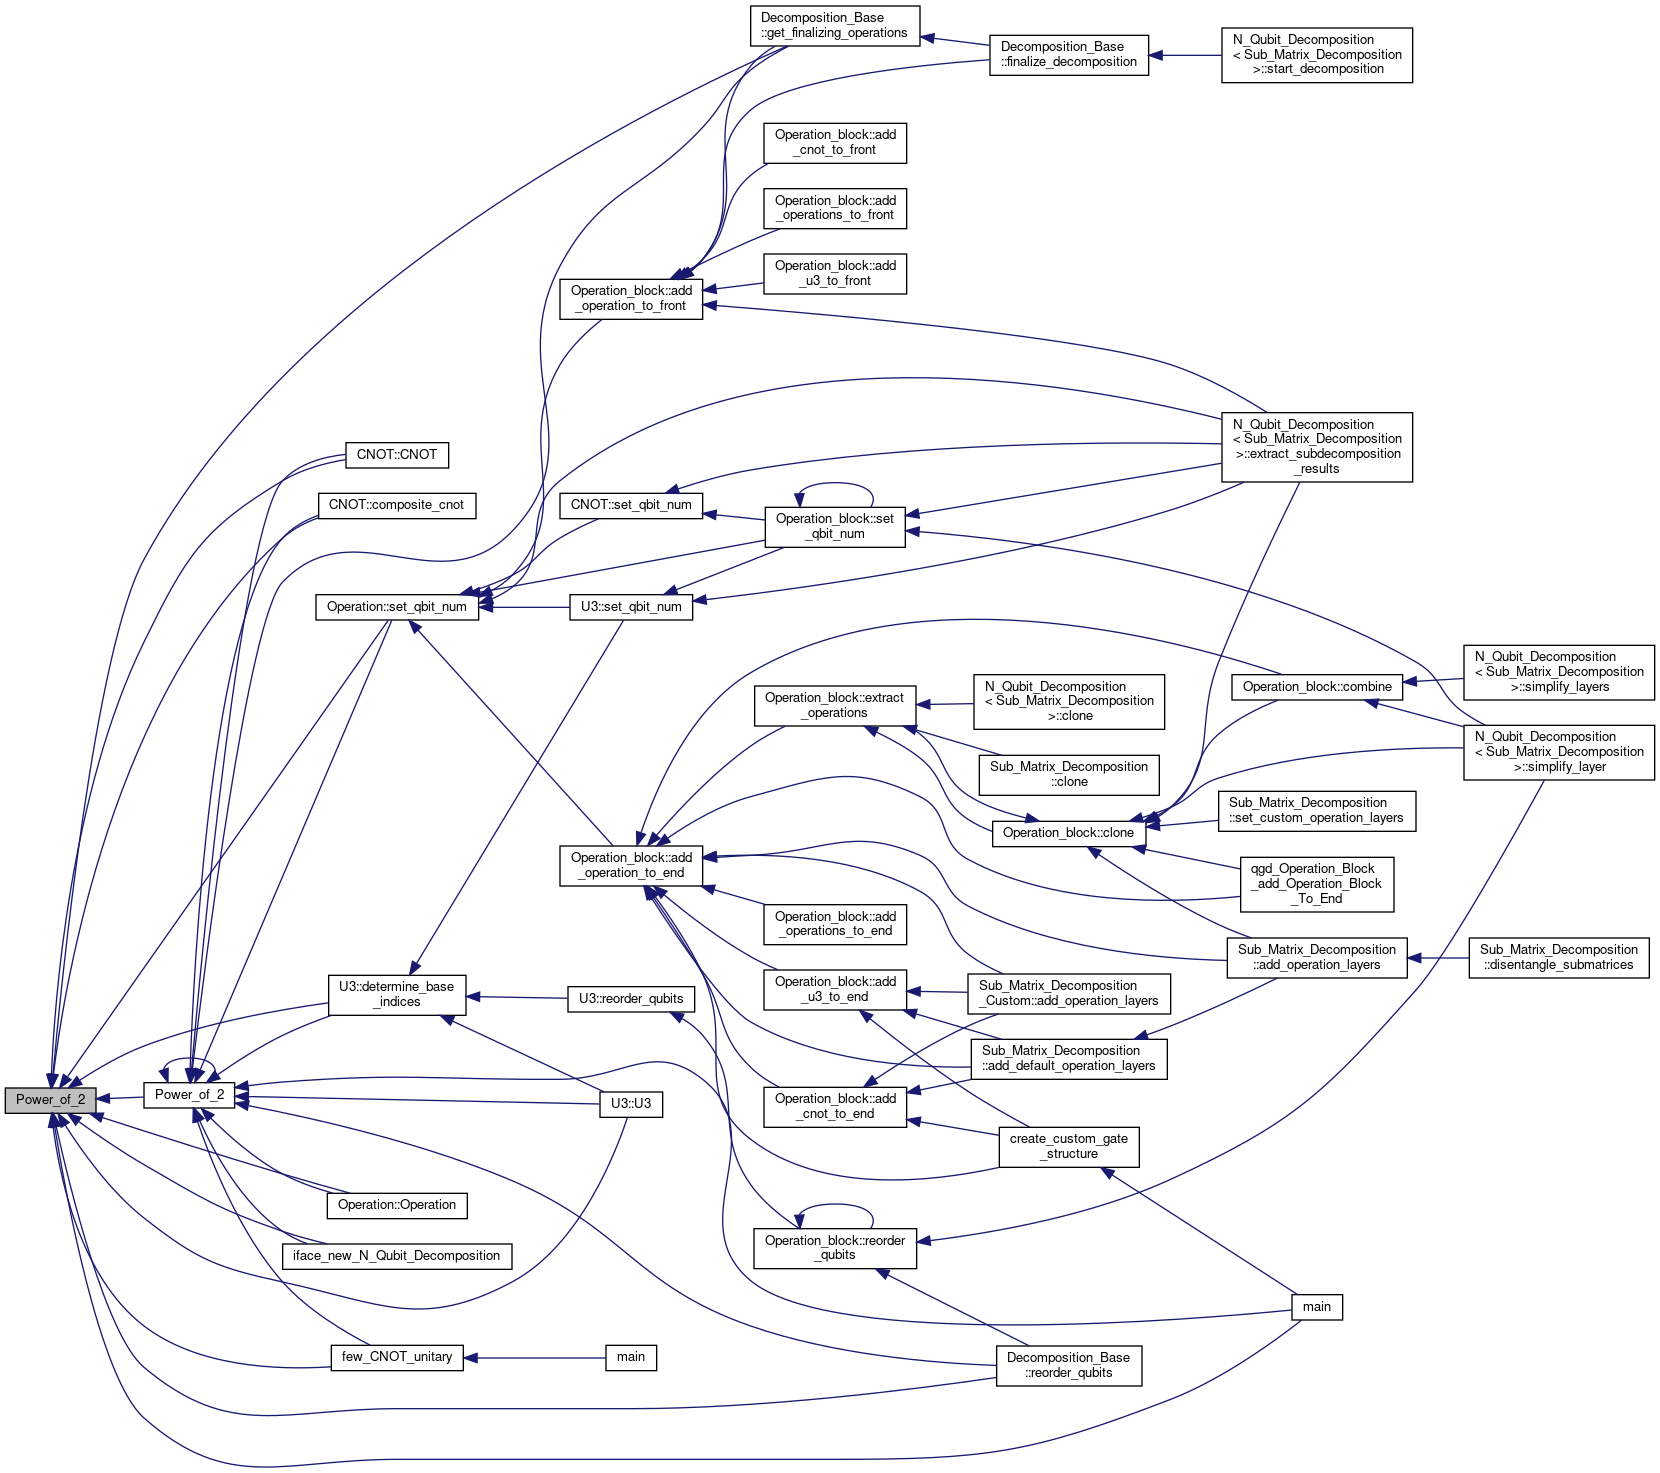 Decomposition_Base
::get_finalizing_operations
Decomposition_Base
::finalize_decomposition
N_Qubit_Decomposition
< Sub_Matrix_Decomposition
>::start_decomposition
Operation_block::add
_cnot_to_front
Operation_block::add
_operations_to_front
Operation_block::add
_u3_to_front
Operation_block::add
_operation_to_front
N_Qubit_Decomposition
< Sub_Matrix_Decomposition
>::extract_subdecomposition
_results
CNOT::CNOT
CNOT::composite_cnot
CNOT::set_qbit_num
Operation_block::set
_qbit_num
Operation::set_qbit_num
U3::set_qbit_num
N_Qubit_Decomposition
< Sub_Matrix_Decomposition
>::simplify_layers
Operation_block::combine
Operation_block::extract
_operations
N_Qubit_Decomposition
< Sub_Matrix_Decomposition
>::clone
N_Qubit_Decomposition
< Sub_Matrix_Decomposition
>::simplify_layer
Sub_Matrix_Decomposition
::clone
Sub_Matrix_Decomposition
::set_custom_operation_layers
Operation_block::clone
Operation_block::add
_operation_to_end
qgd_Operation_Block
_add_Operation_Block
_To_End
Operation_block::add
_operations_to_end
Sub_Matrix_Decomposition
::add_operation_layers
Sub_Matrix_Decomposition
::disentangle_submatrices
U3::determine_base
_indices
U3::reorder_qubits
Operation_block::add
_u3_to_end
Sub_Matrix_Decomposition
_Custom::add_operation_layers
Sub_Matrix_Decomposition
::add_default_operation_layers
Power_of_2
Power_of_2
U3::U3
Operation_block::add
_cnot_to_end
create_custom_gate
_structure
Operation::Operation
iface_new_N_Qubit_Decomposition
Operation_block::reorder
_qubits
main
few_CNOT_unitary
main
Decomposition_Base
::reorder_qubits